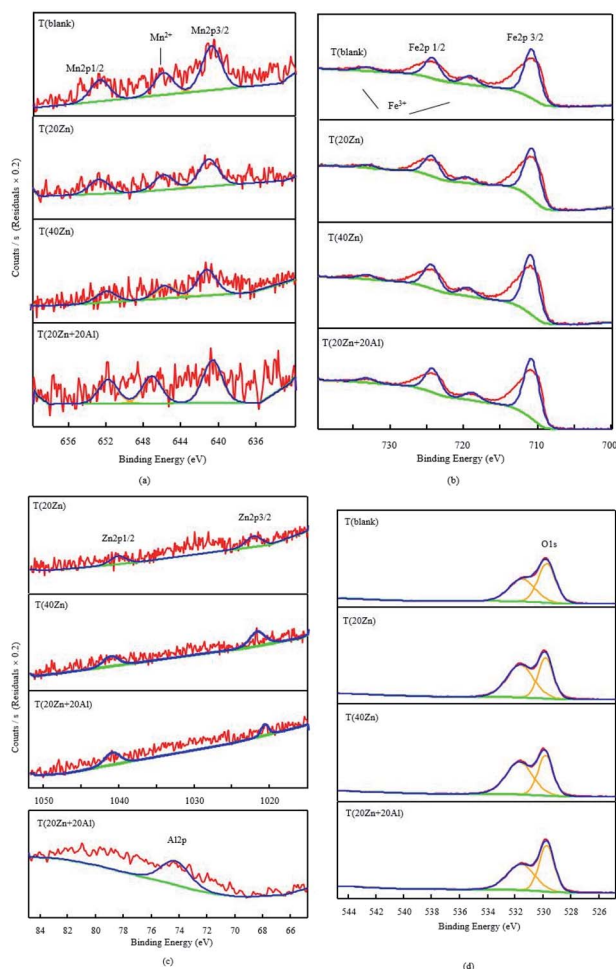 T(blank)
Mn2p3/2
Mn²⁺
Mn2p1/2
T(20Zn)
T(40Zn)
T(20Zn+20Al)
Counts / s (Residuals × 0.2)
656 652 648 644 640 636
Binding Energy (eV)
(a)
Fe2p 3/2
T(blank)
Fe2p 1/2
Fe³⁺
T(20Zn)
T(40Zn)
T(20Zn+20Al)
730 720 710 700
Binding Energy (eV)
(b)
T(20Zn)
Zn2p3/2
Zn2p1/2
T(40Zn)
T(20Zn+20Al)
Counts / s (Residuals × 0.2)
1050 1040 1030 1020
T(20Zn+20Al)
Al2p
84 82 80 78 76 74 72 70 68 66
Binding Energy (eV)
(c)
T(blank)
O1s
T(20Zn)
T(40Zn)
T(20Zn+20Al)
544 542 540 538 536 534 532 530 528 526
Binding Energy (eV)
(d)